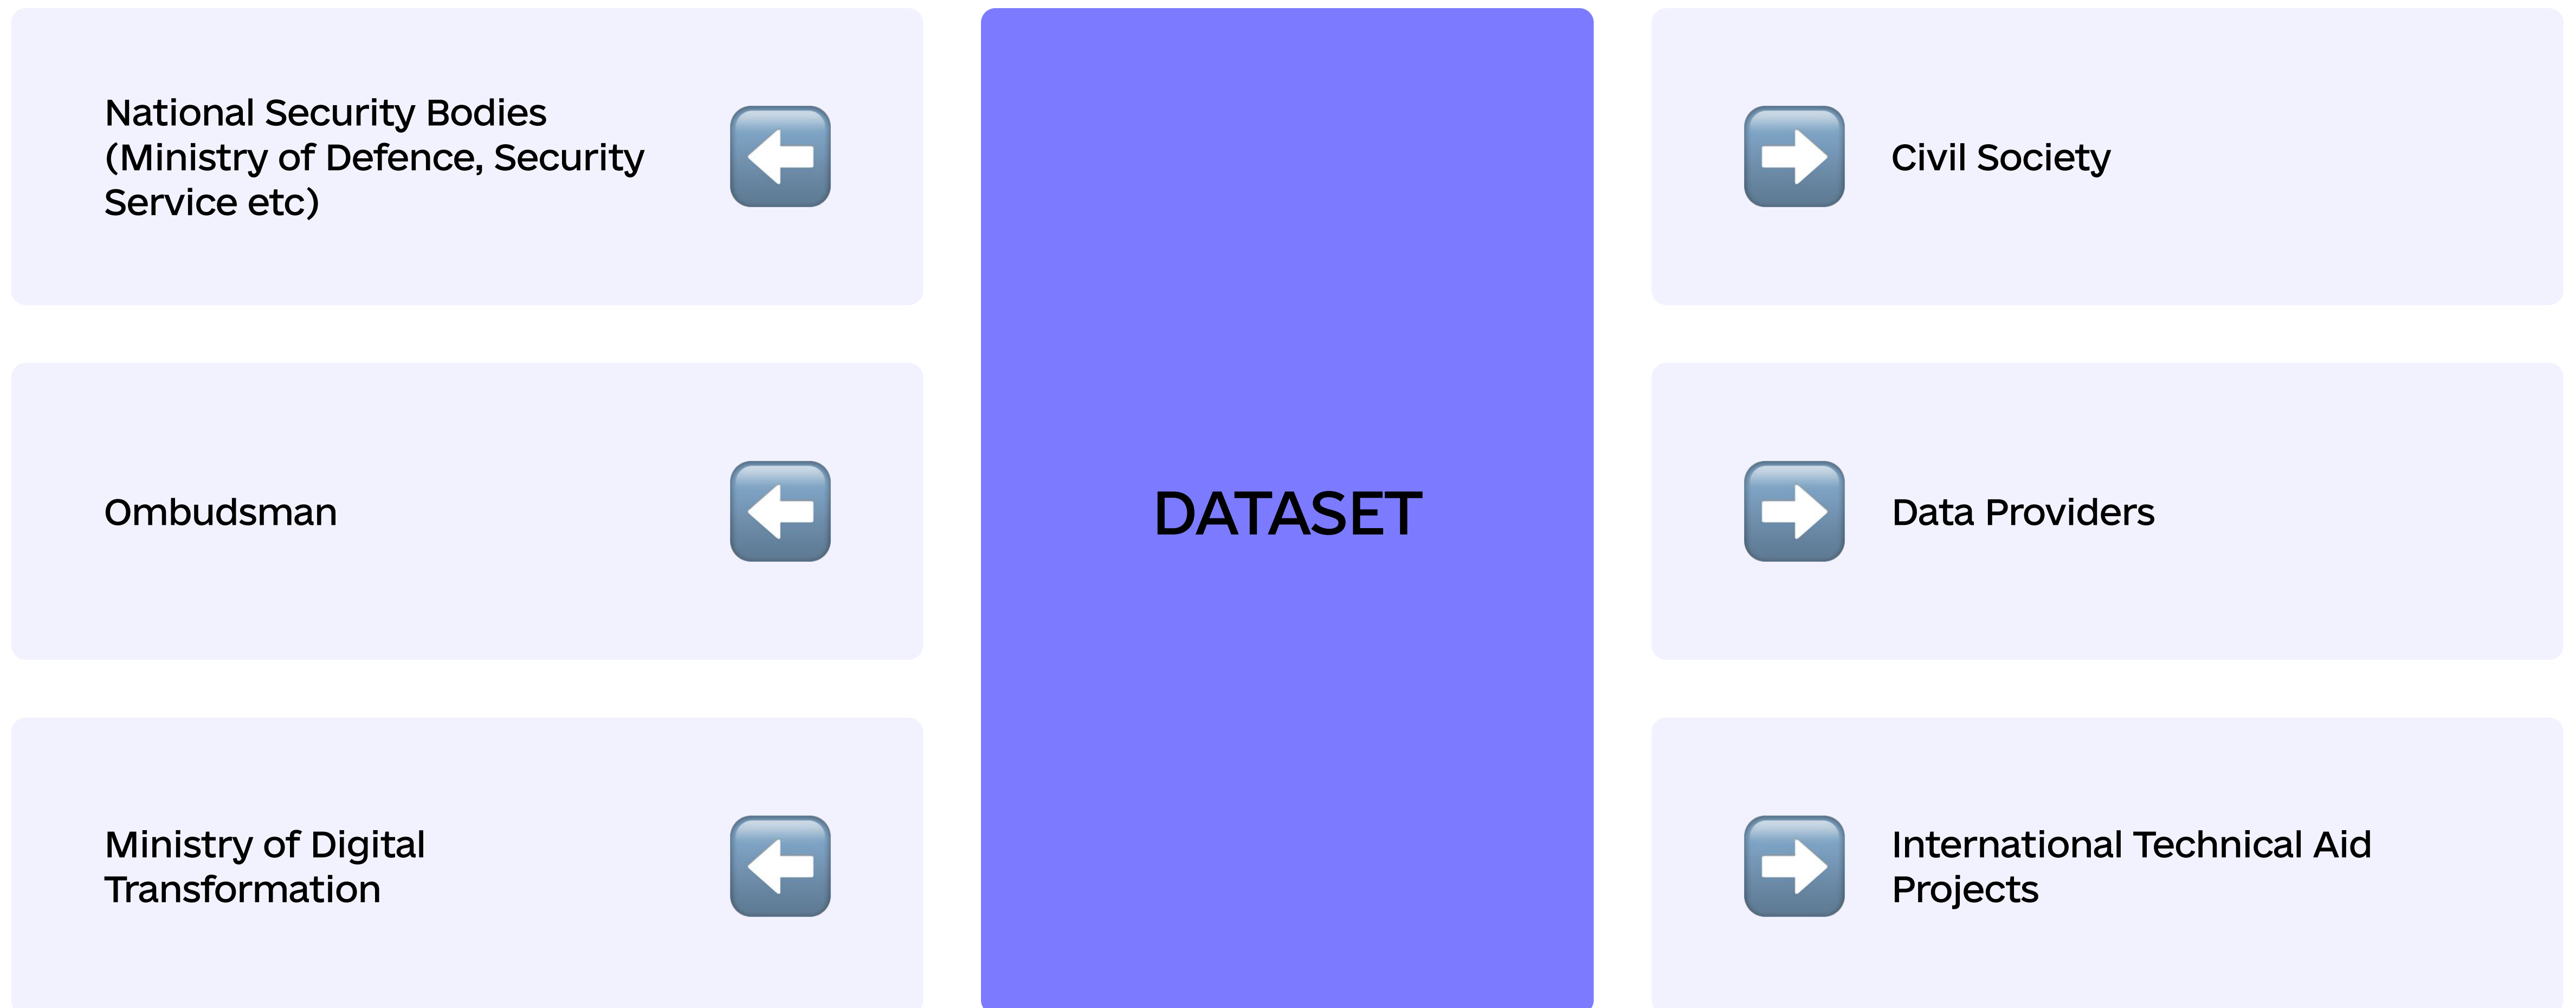 National Security Bodies
(Ministry of Defence, Security
Service etc)
Ombudsman
Ministry of Digital
Transformation
DATASET
Civil Society
Data Providers
International Technical Aid
Projects